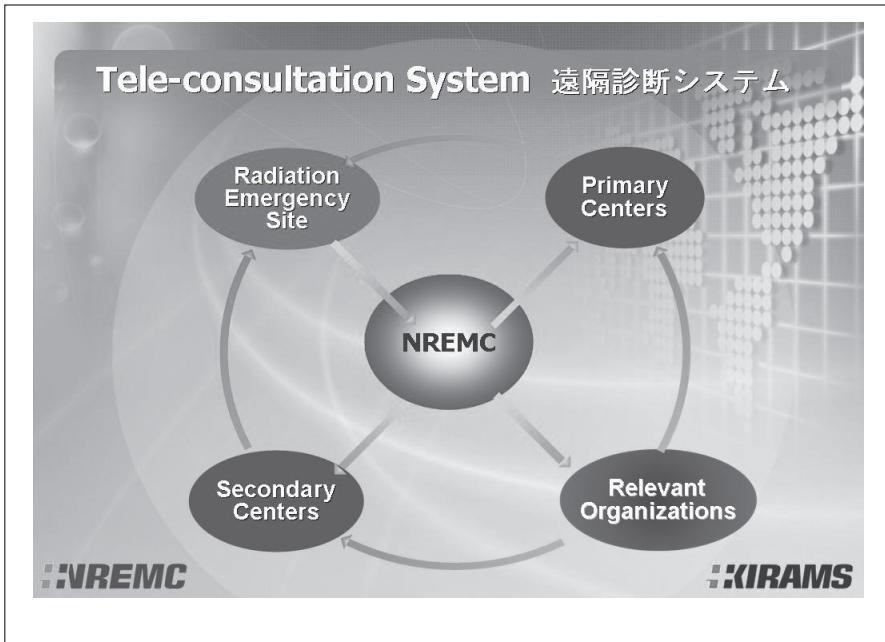 Tele-consultation System 遠隔診断システム
Radiation
Emergency
Site
Primary
Centers
NREMC
Secondary
Centers
Relevant
Organizations
NREMC
KIRAMS